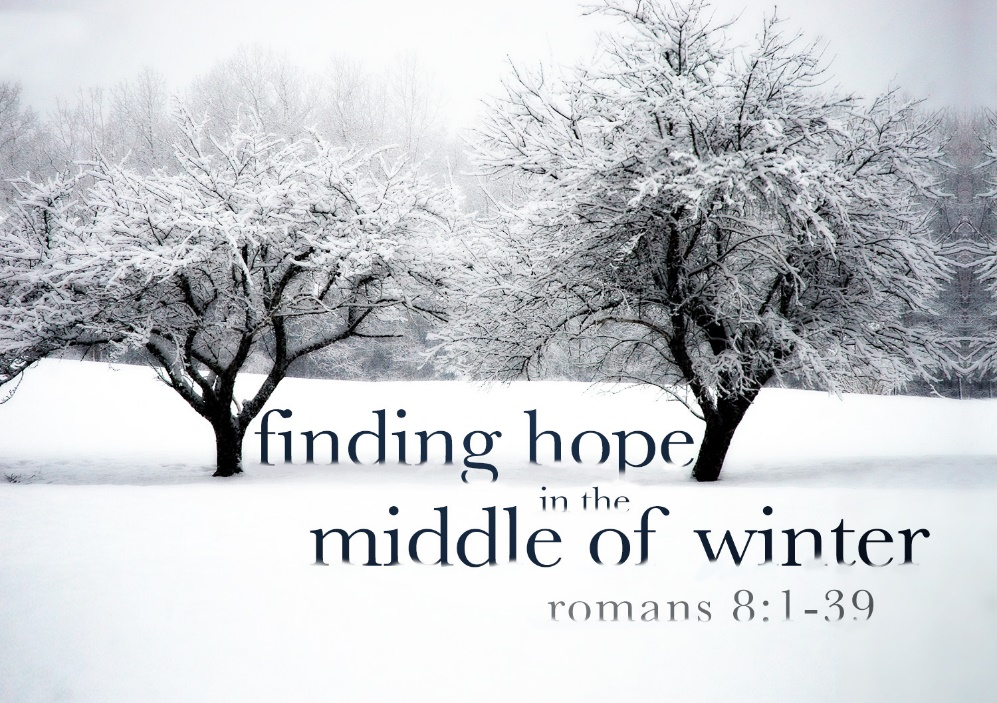 finding hope
in the
middle of winter
romans 8:1-39